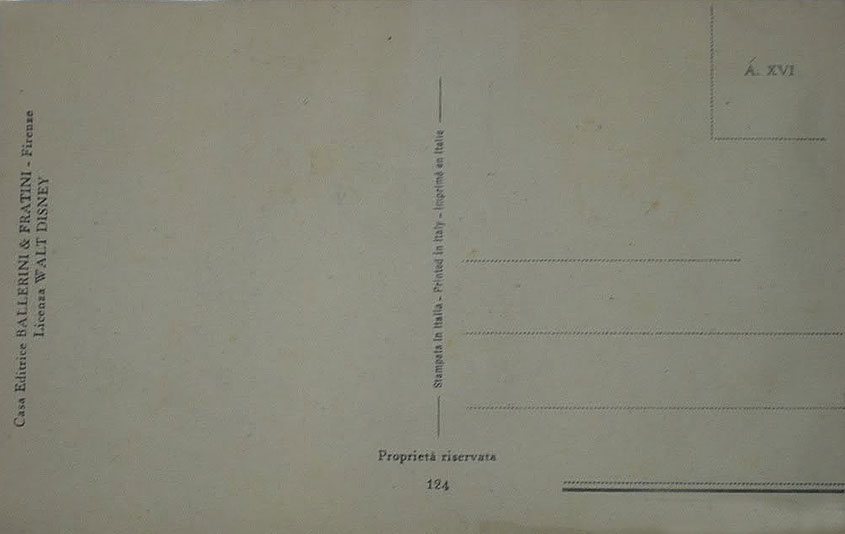 Casa Editrice BALLERINI & FRATINI - Firenze
Licenza WALT DISNEY
Stampata in Italia - Printed in Italy - Imprimé en Italie
A. XVI
Proprietà riservata
124